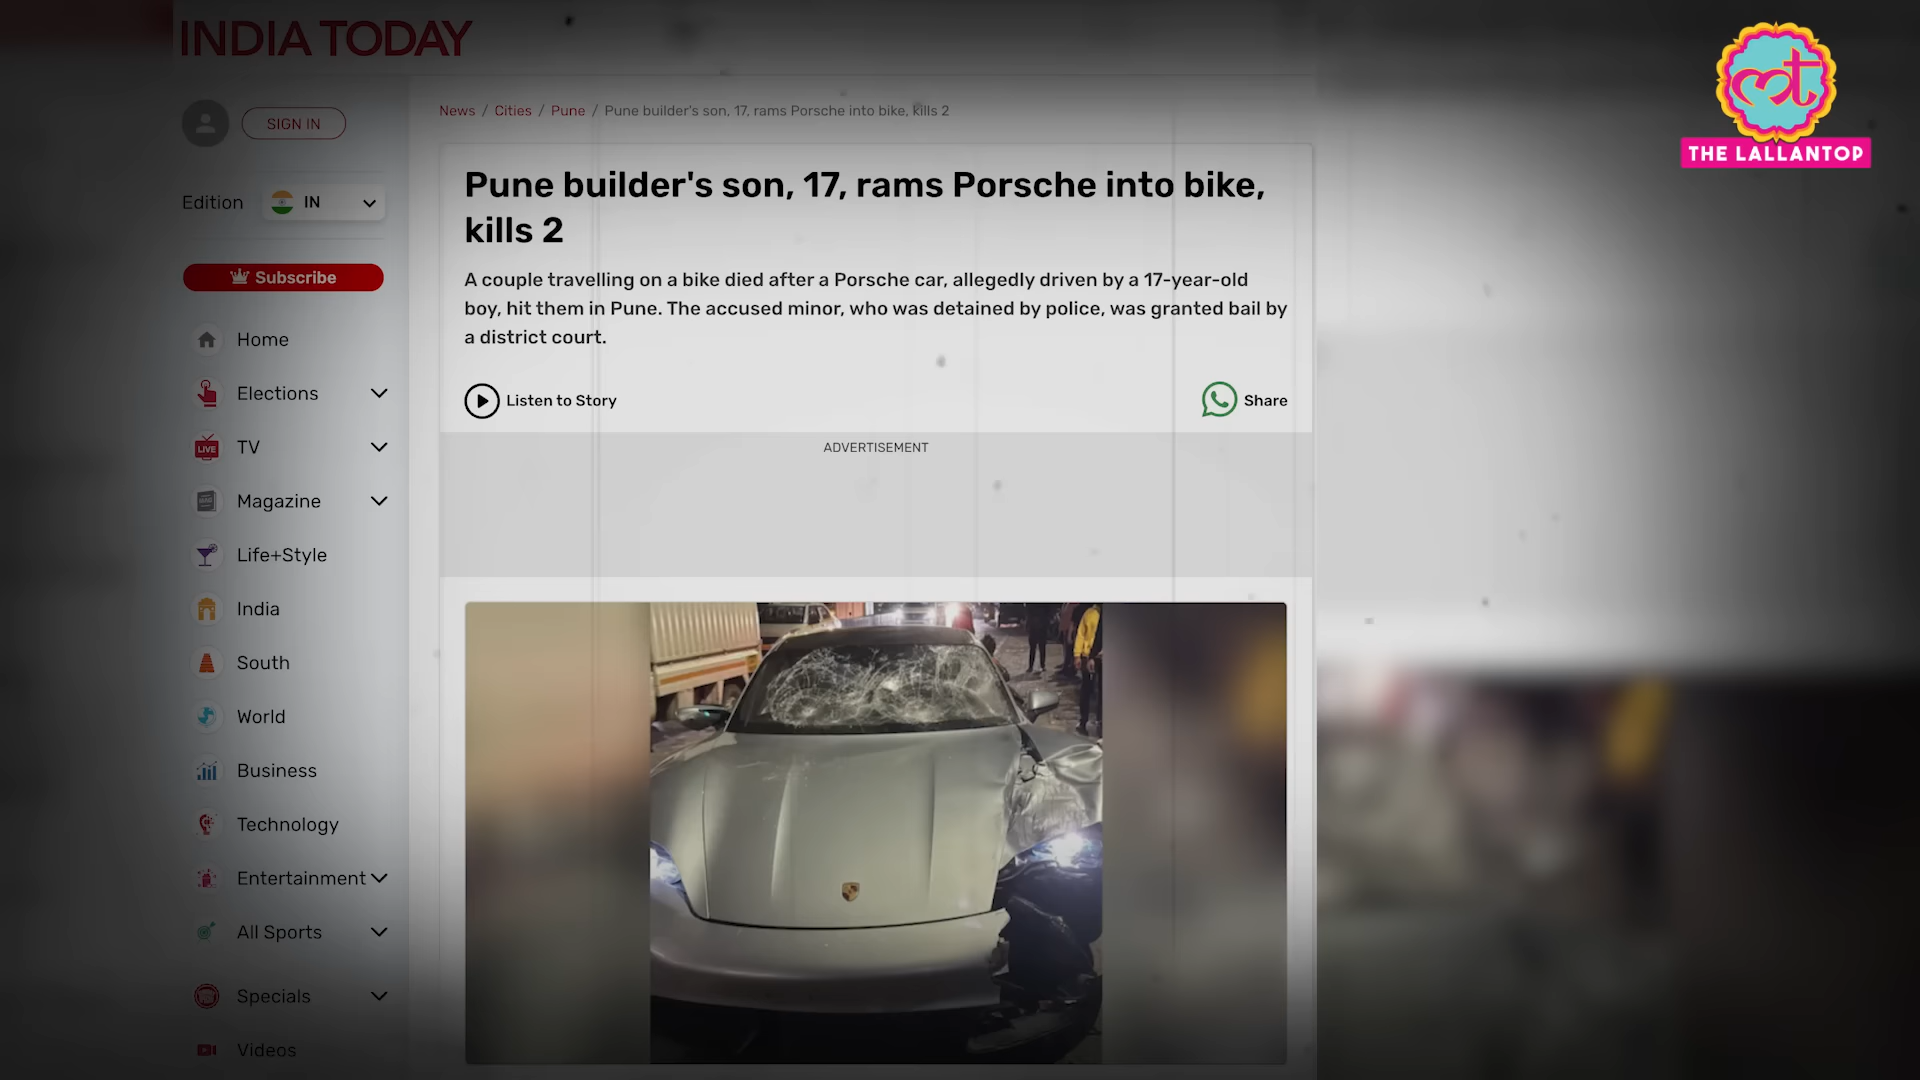 INDIA TODAY
THE LALLANTOP
SIGN IN
Edition
IN
Subscribe
Home
Elections
LIVE
TV
Magazine
Life+Style
India
South
World
Business
Technology
Entertainment
All Sports
Specials
Videos
News / Cities / Pune / Pune builder's son, 17, rams Porsche into bike, kills 2
Pune builder's son, 17, rams Porsche into bike,
kills 2
A couple travelling on a bike died after a Porsche car, allegedly driven by a 17-year-old
boy, hit them in Pune. The accused minor, who was detained by police, was granted bail by
a district court.
Listen to Story
Share
ADVERTISEMENT